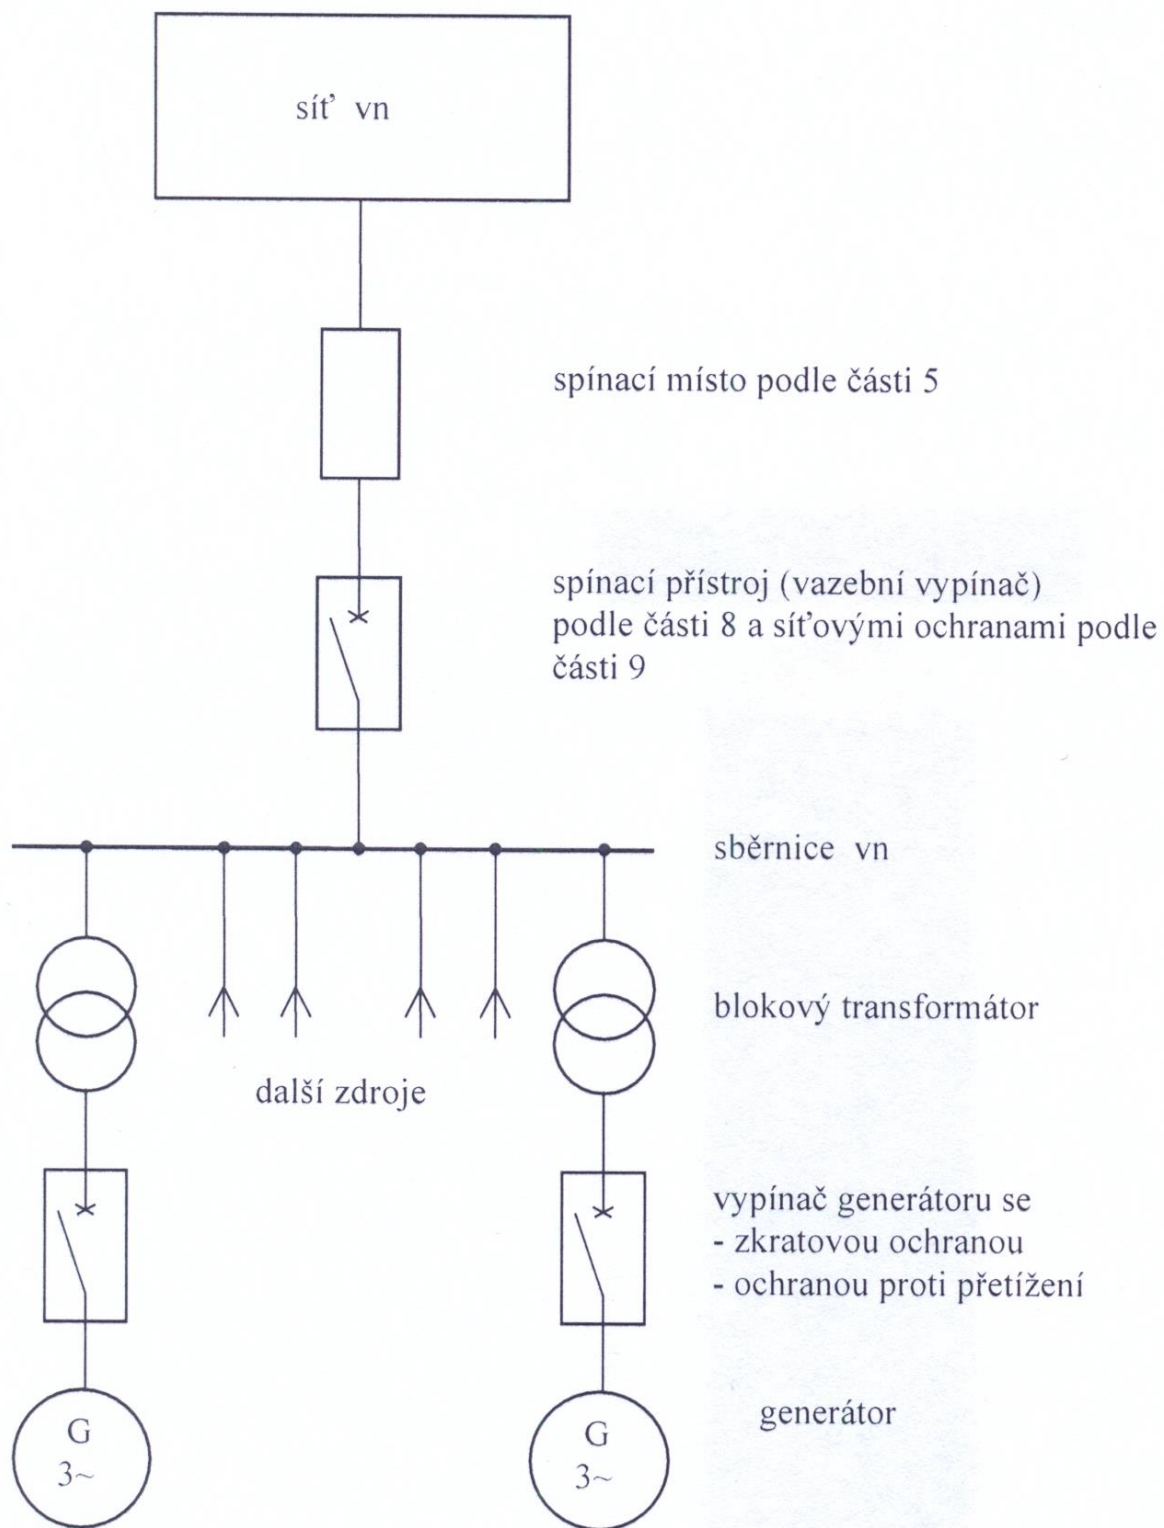 síť vn
spínací místo podle části 5
spínací přístroj (vazební vypínač)
podle části 8 a síťovými ochranami podle
části 9
sběrnice vn
blokový transformátor
další zdroje
vypínač generátoru se
- zkratovou ochranou
- ochranou proti přetížení
generátor
G
3~
G
3~